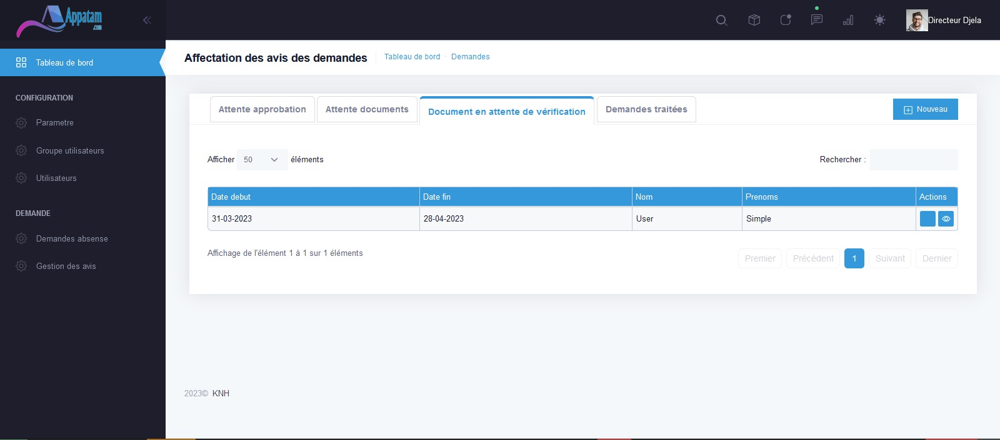 Appatam
.com
Directeur Djela
Tableau de bord
Affectation des avis des demandes
Tableau de bord - Demandes
CONFIGURATION
Parametre
Groupe utilisateurs
Utilisateurs
DEMANDE
Demandes absense
Gestion des avis
Attente approbation
Attente documents
Document en attente de vérification
Demandes traitées
Nouveau
Afficher 50 éléments
Rechercher :
Date debut Date fin Nom Prenoms Actions
31-03-2023 28-04-2023 User Simple
Affichage de l'élément 1 à 1 sur 1 éléments
Premier Précédent 1 Suivant Dernier
2023© KNH